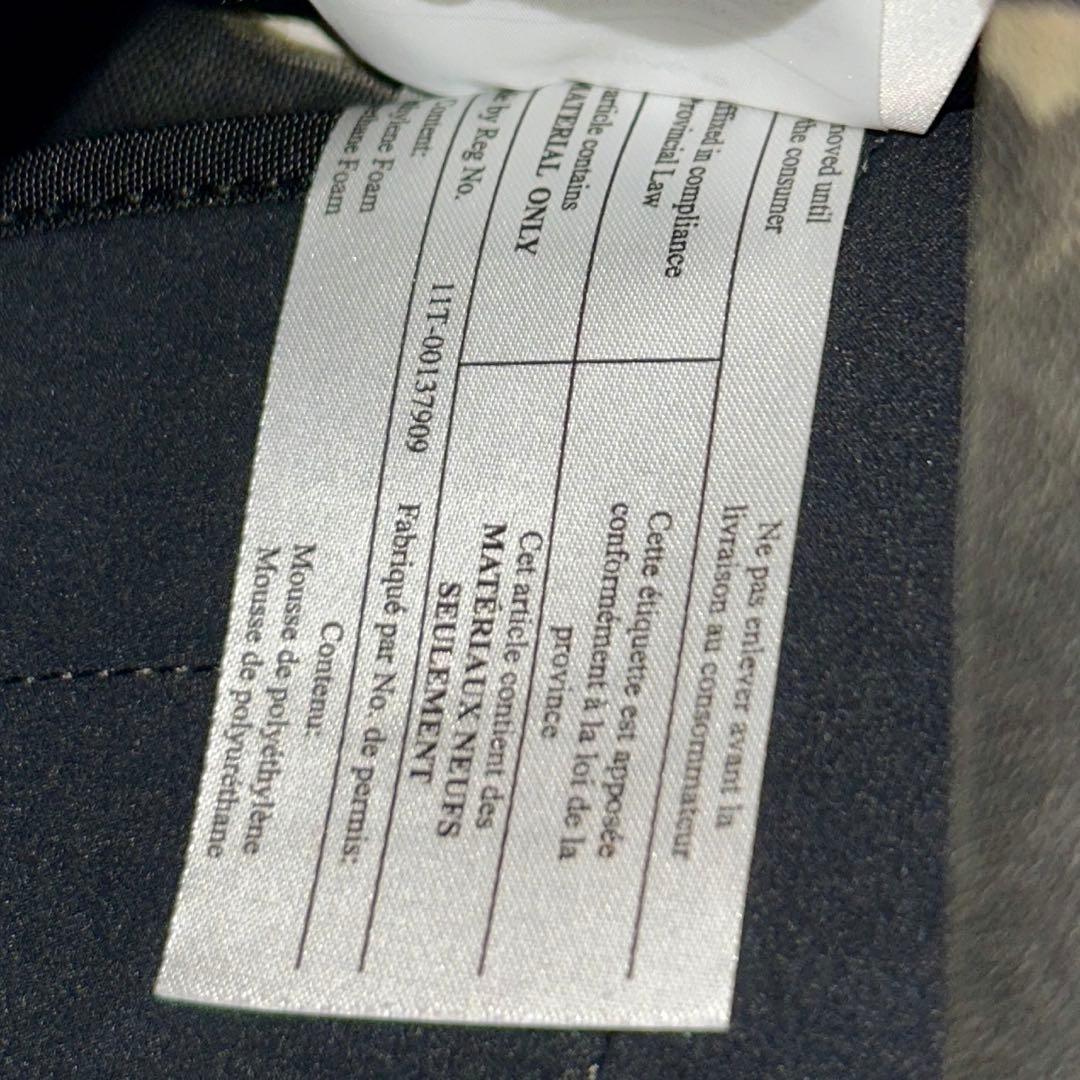 moved until
the consumer
Ne pas enlever avant la
livraison au consommateur
affixed in compliance
Provincial Law
Cette étiquette est apposée
conformément à la loi de la
province
article contains
MATERIAL ONLY
Cet article contient des
MATÉRIAUX NEUFS
SEULEMENT
by Reg No. 11T-00137909 Fabriqué par No. de permis:
Content: Contenu:
Foam Mousse de polyéthylène
Foam Mousse de polyuréthane